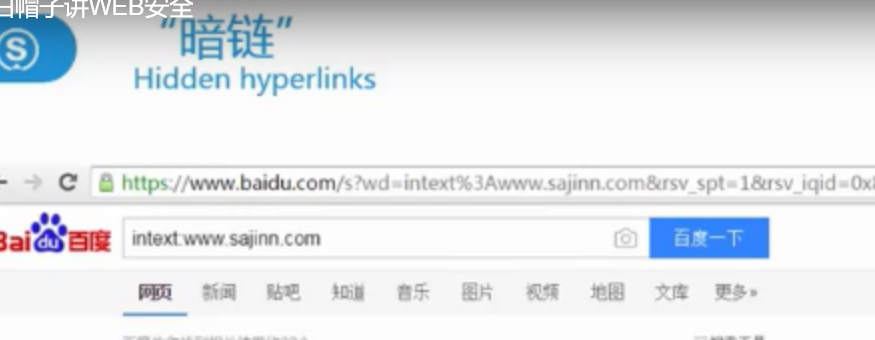 白帽子讲WEB安全
“暗链”
S
Hidden hyperlinks
https://www.baidu.com/s?wd=intext%3Awww.sajinn.com&rsv_spt=1&rsv_iqid=0x8
Bai du 百度
intext:www.sajinn.com
百度一下
网页 新闻 贴吧 知道 音乐 图片 视频 地图 文库 更多»